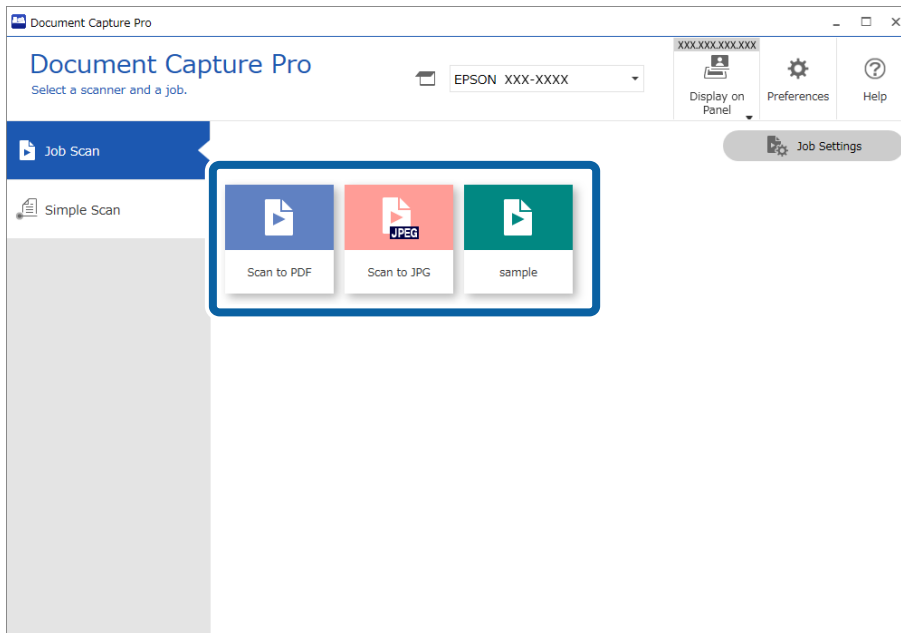 Document Capture Pro
Document Capture Pro
Select a scanner and a job.
EPSON XXX-XXXX
XXX.XXX.XXX.XXX
Display on
Panel
Preferences
Help
Job Scan
Simple Scan
Job Settings
JPEG
Scan to PDF
Scan to JPG
sample